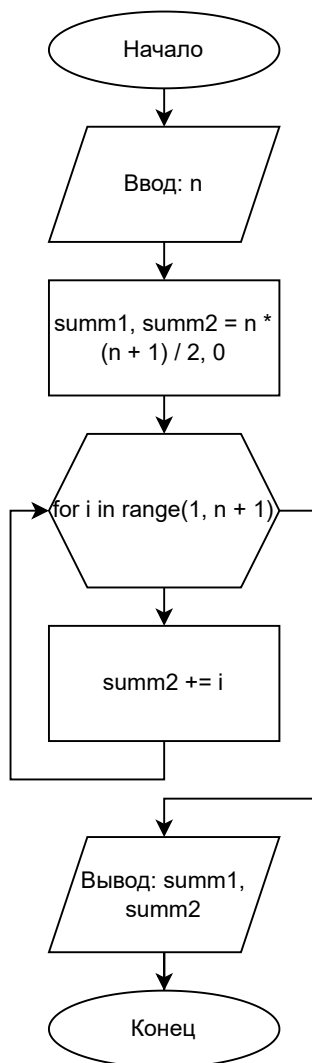 Начало
Ввод: n
summ1, summ2 = n *
(n + 1) / 2, 0
for i in range(1, n + 1)
summ2 += i
Вывод: summ1,
summ2
Конец